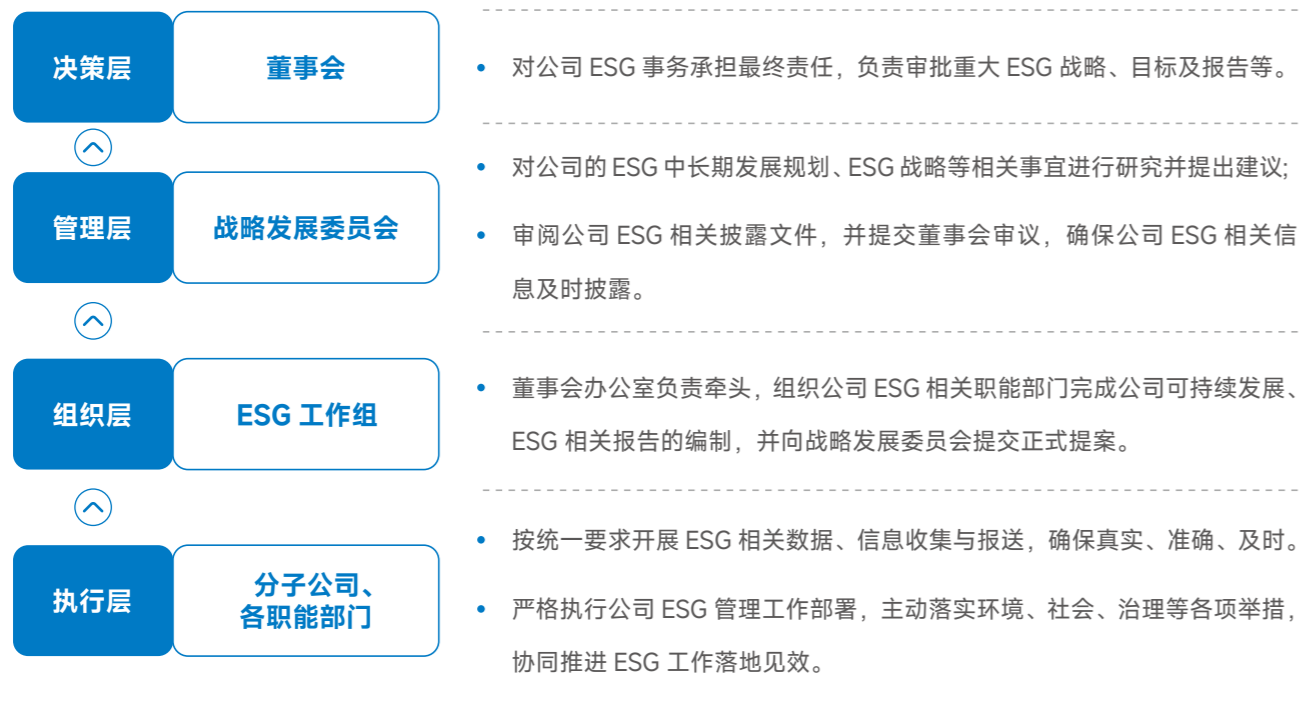 决策层
董事会
• 对公司 ESG 事务承担最终责任，负责审批重大 ESG 战略、目标及报告等。
管理层
战略发展委员会
• 对公司的 ESG 中长期发展规划、ESG 战略等相关事宜进行研究并提出建议;
• 审阅公司 ESG 相关披露文件，并提交董事会审议，确保公司 ESG 相关信
息及时披露。
组织层
ESG 工作组
• 董事会办公室负责牵头，组织公司 ESG 相关职能部门完成公司可持续发展、
ESG 相关报告的编制，并向战略发展委员会提交正式提案。
执行层
分子公司、
各职能部门
• 按统一要求开展 ESG 相关数据、信息收集与报送，确保真实、准确、及时。
• 严格执行公司 ESG 管理工作部署，主动落实环境、社会、治理等各项举措，
协同推进 ESG 工作落地见效。